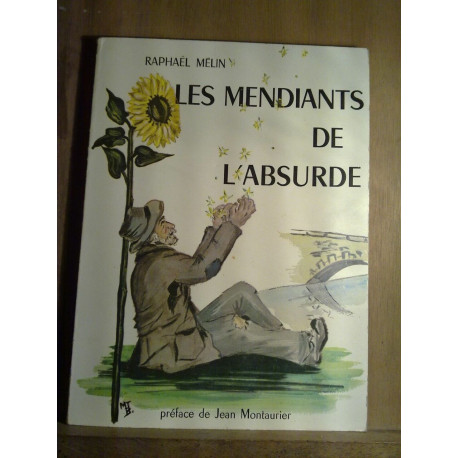 RAPHAËL MÉLIN
LES MENDIANTS
DE
L'ABSURDE
préface de Jean Montaurier